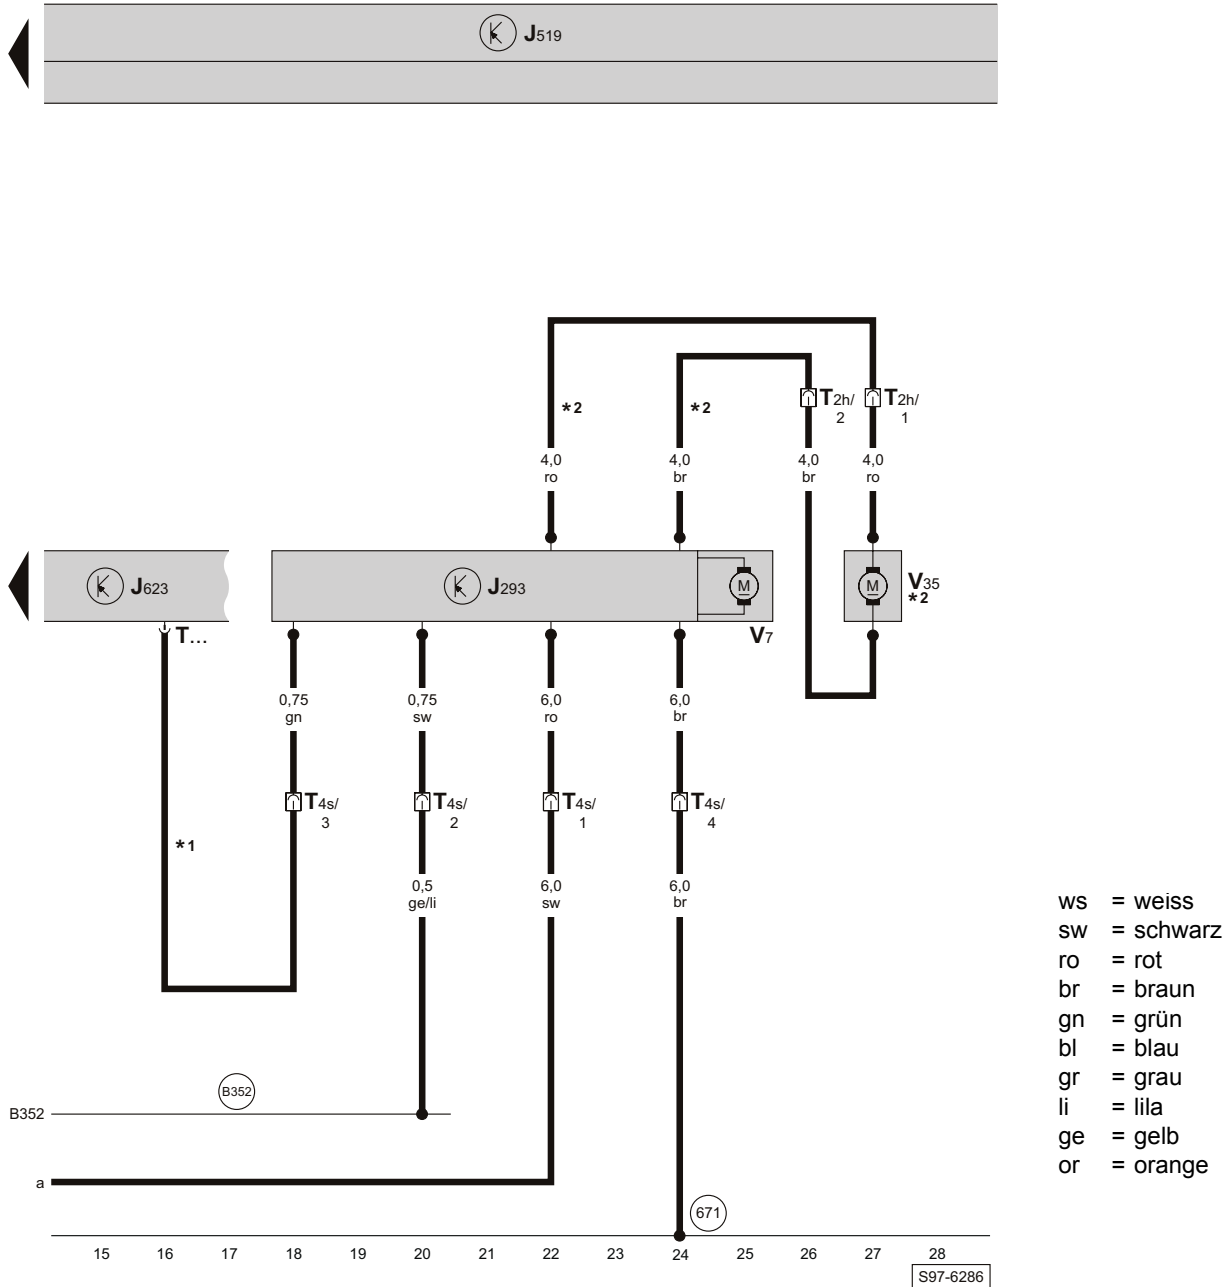 J519
T2h/
2
T2h/
1
*2
*2
4,0
ro
4,0
br
4,0
br
4,0
ro
J623
J293
M
M
V35
*2
T...
V7
0,75
gn
0,75
sw
6,0
ro
6,0
br
T4s/
3
T4s/
2
T4s/
1
T4s/
4
*1
0,5
ge/li
6,0
sw
6,0
br
ws = weiss
sw = schwarz
ro = rot
br = braun
gn = grün
bl = blau
gr = grau
li = lila
ge = gelb
or = orange
B352
B352
a
671
15 16 17 18 19 20 21 22 23 24 25 26 27 28
S97-6286